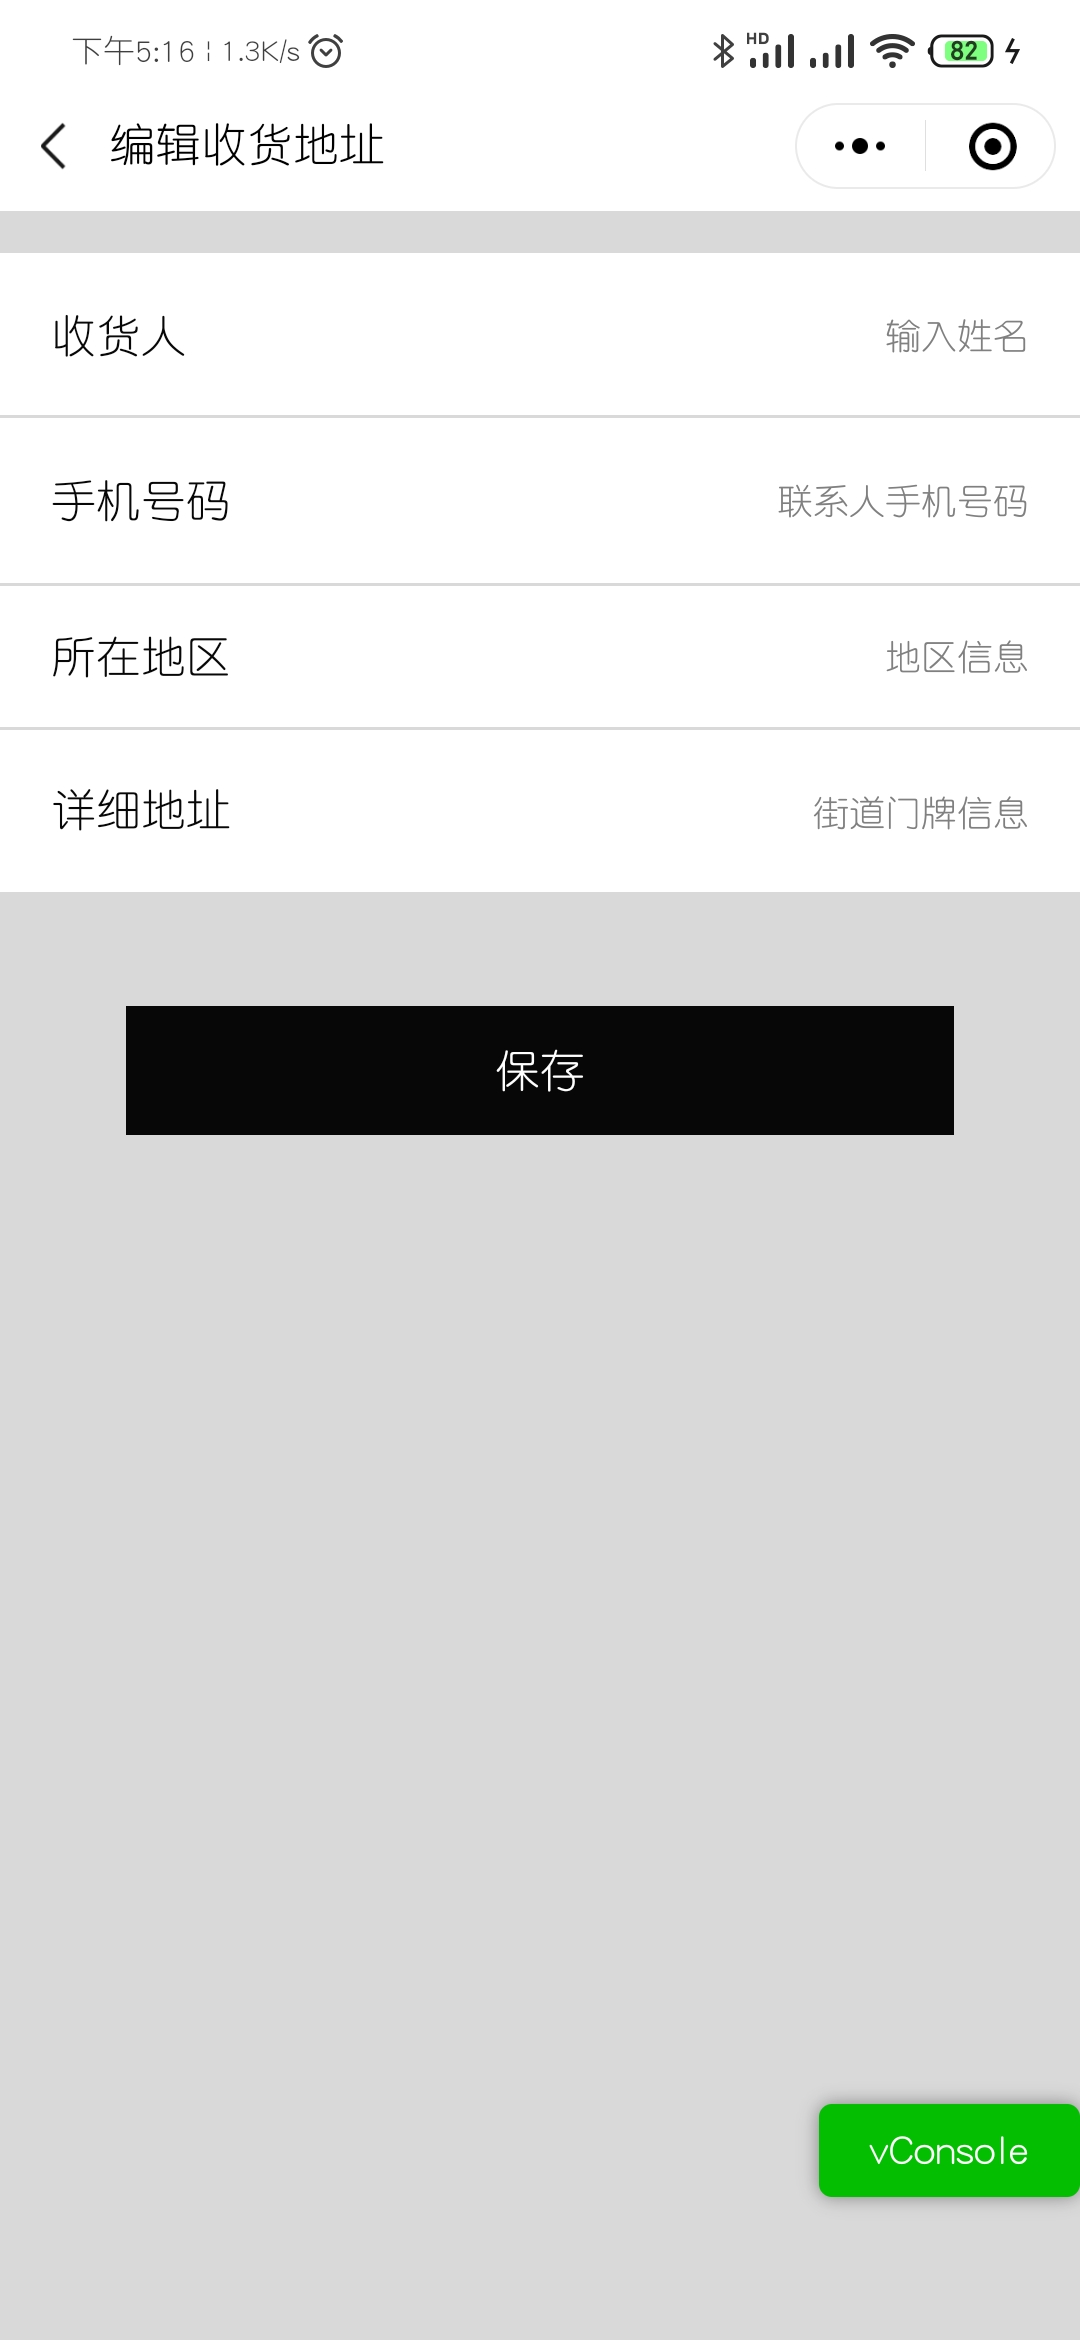 下午5:16 ¦ 1.3K/s
HD
82
编辑收货地址
收货人 输入姓名
手机号码 联系人手机号码
所在地区 地区信息
详细地址 街道门牌信息
保存
vConsole